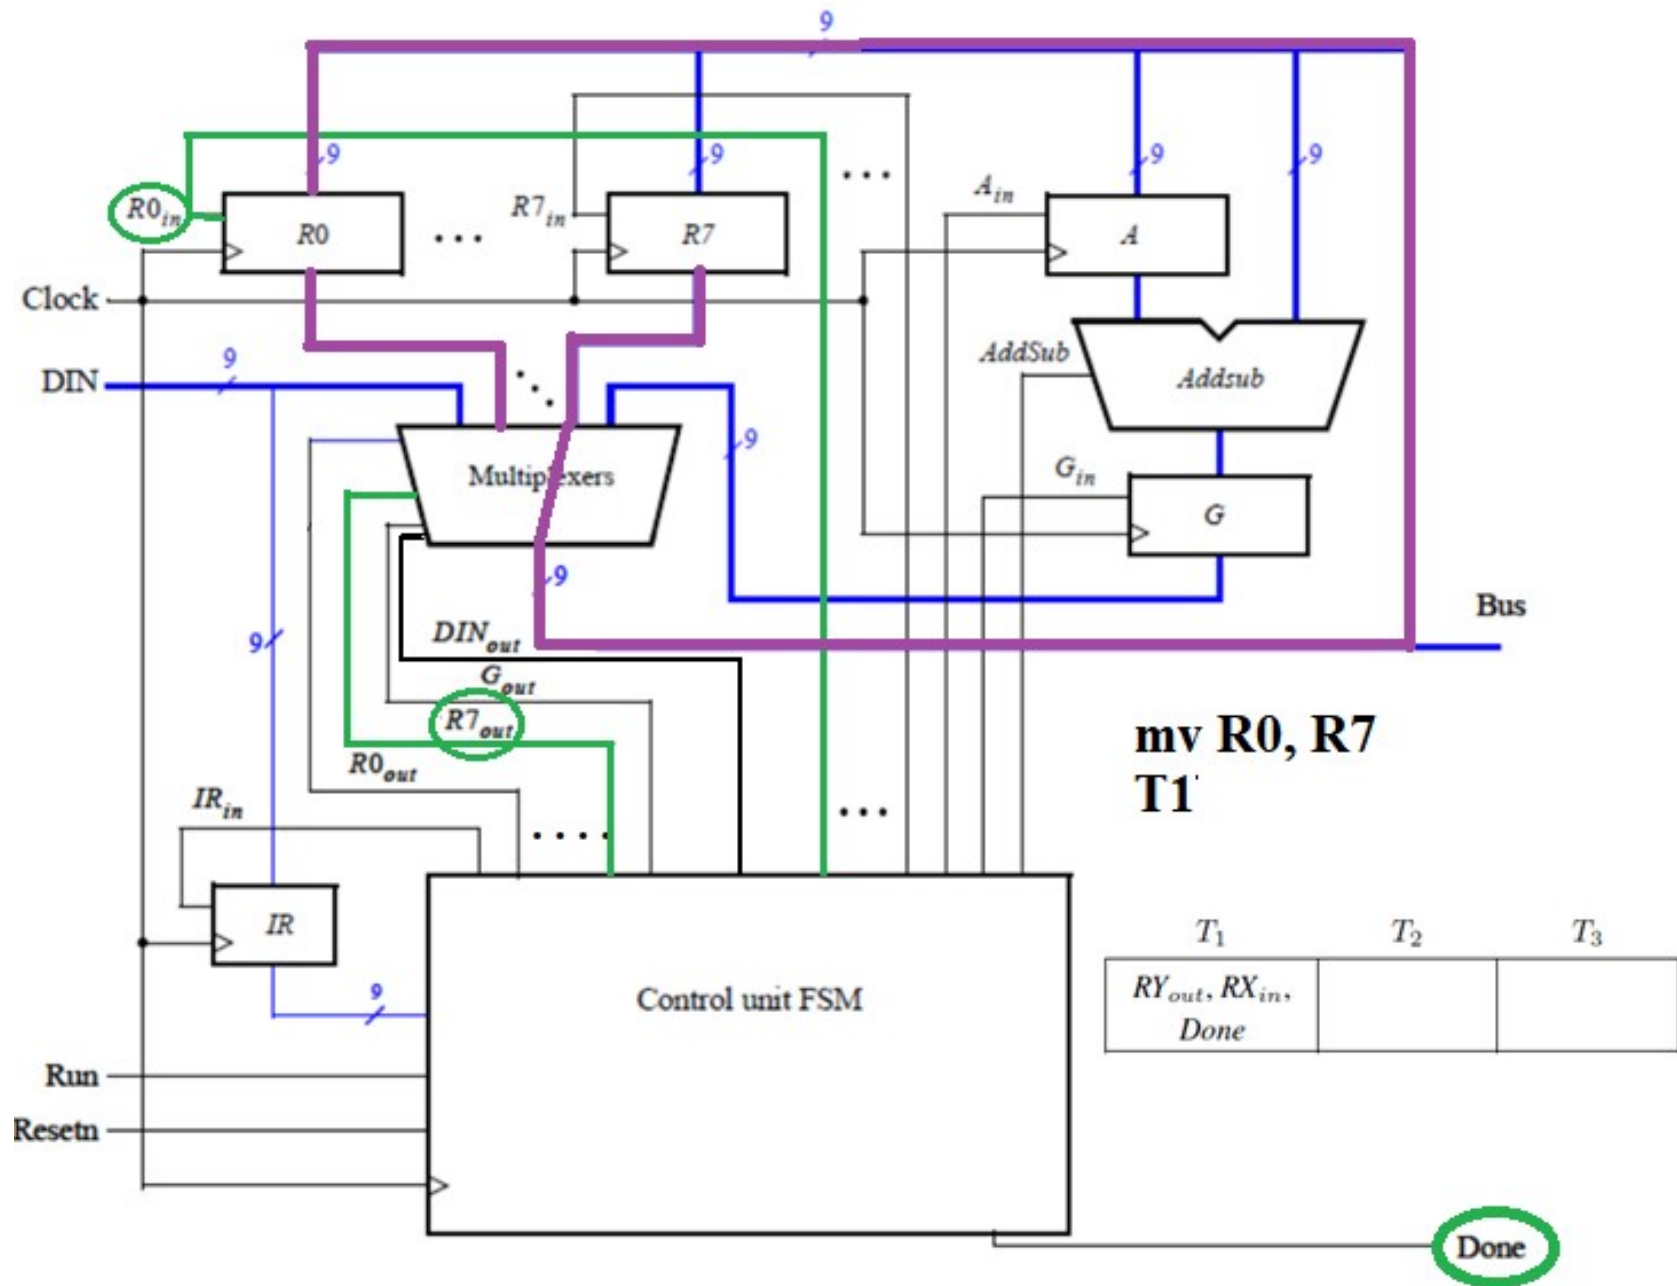 9
9
9
9
9
R0in
R0
...
R7in
R7
...
Ain
A
Clock
DIN
9
AddSub
Addsub
Multiplexers
9
Gin
G
9
Bus
9
DINout
Gout
R7out
R0out
mv R0, R7
T1
IRin
....
...
IR
T1 T2 T3
RYout, RXin,
Done
9
Control unit FSM
Run
Resetn
Done